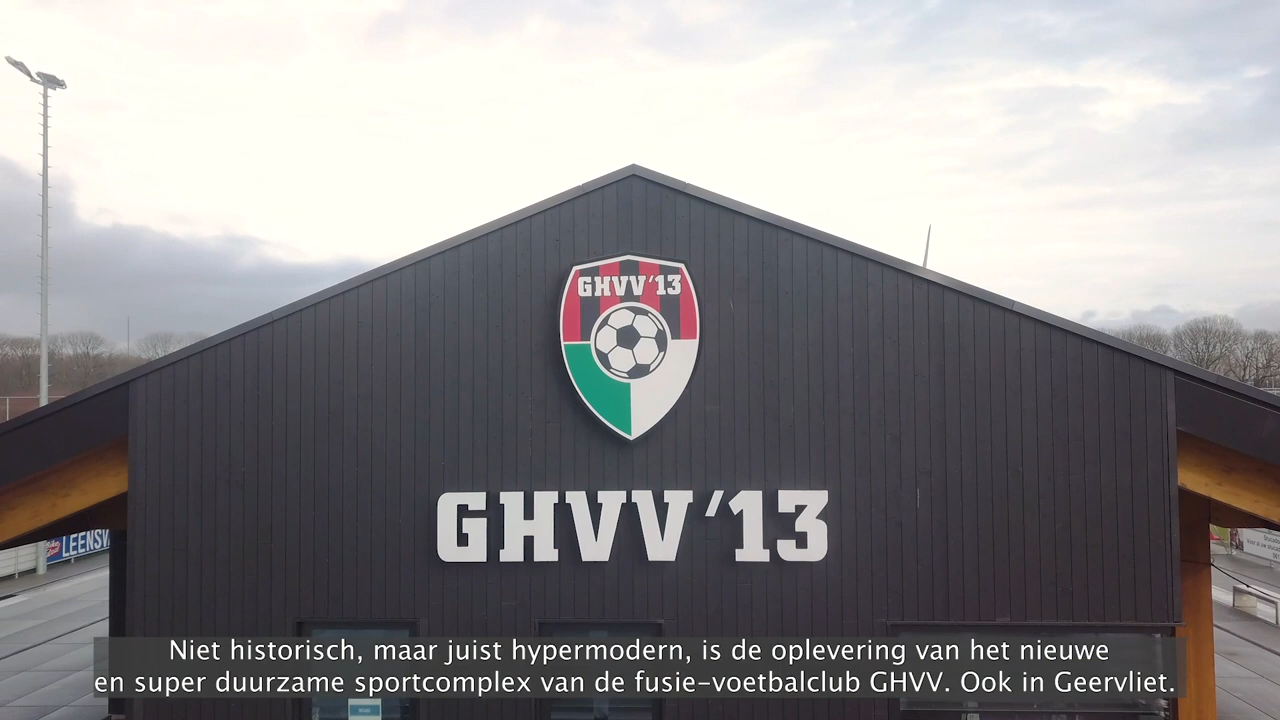 GHVV'13
GHVV'13
LEENSV
Niet historisch, maar juist hypermodern, is de oplevering van het nieuwe
en super duurzame sportcomplex van de fusie-voetbalclub GHVV. Ook in Geervliet.